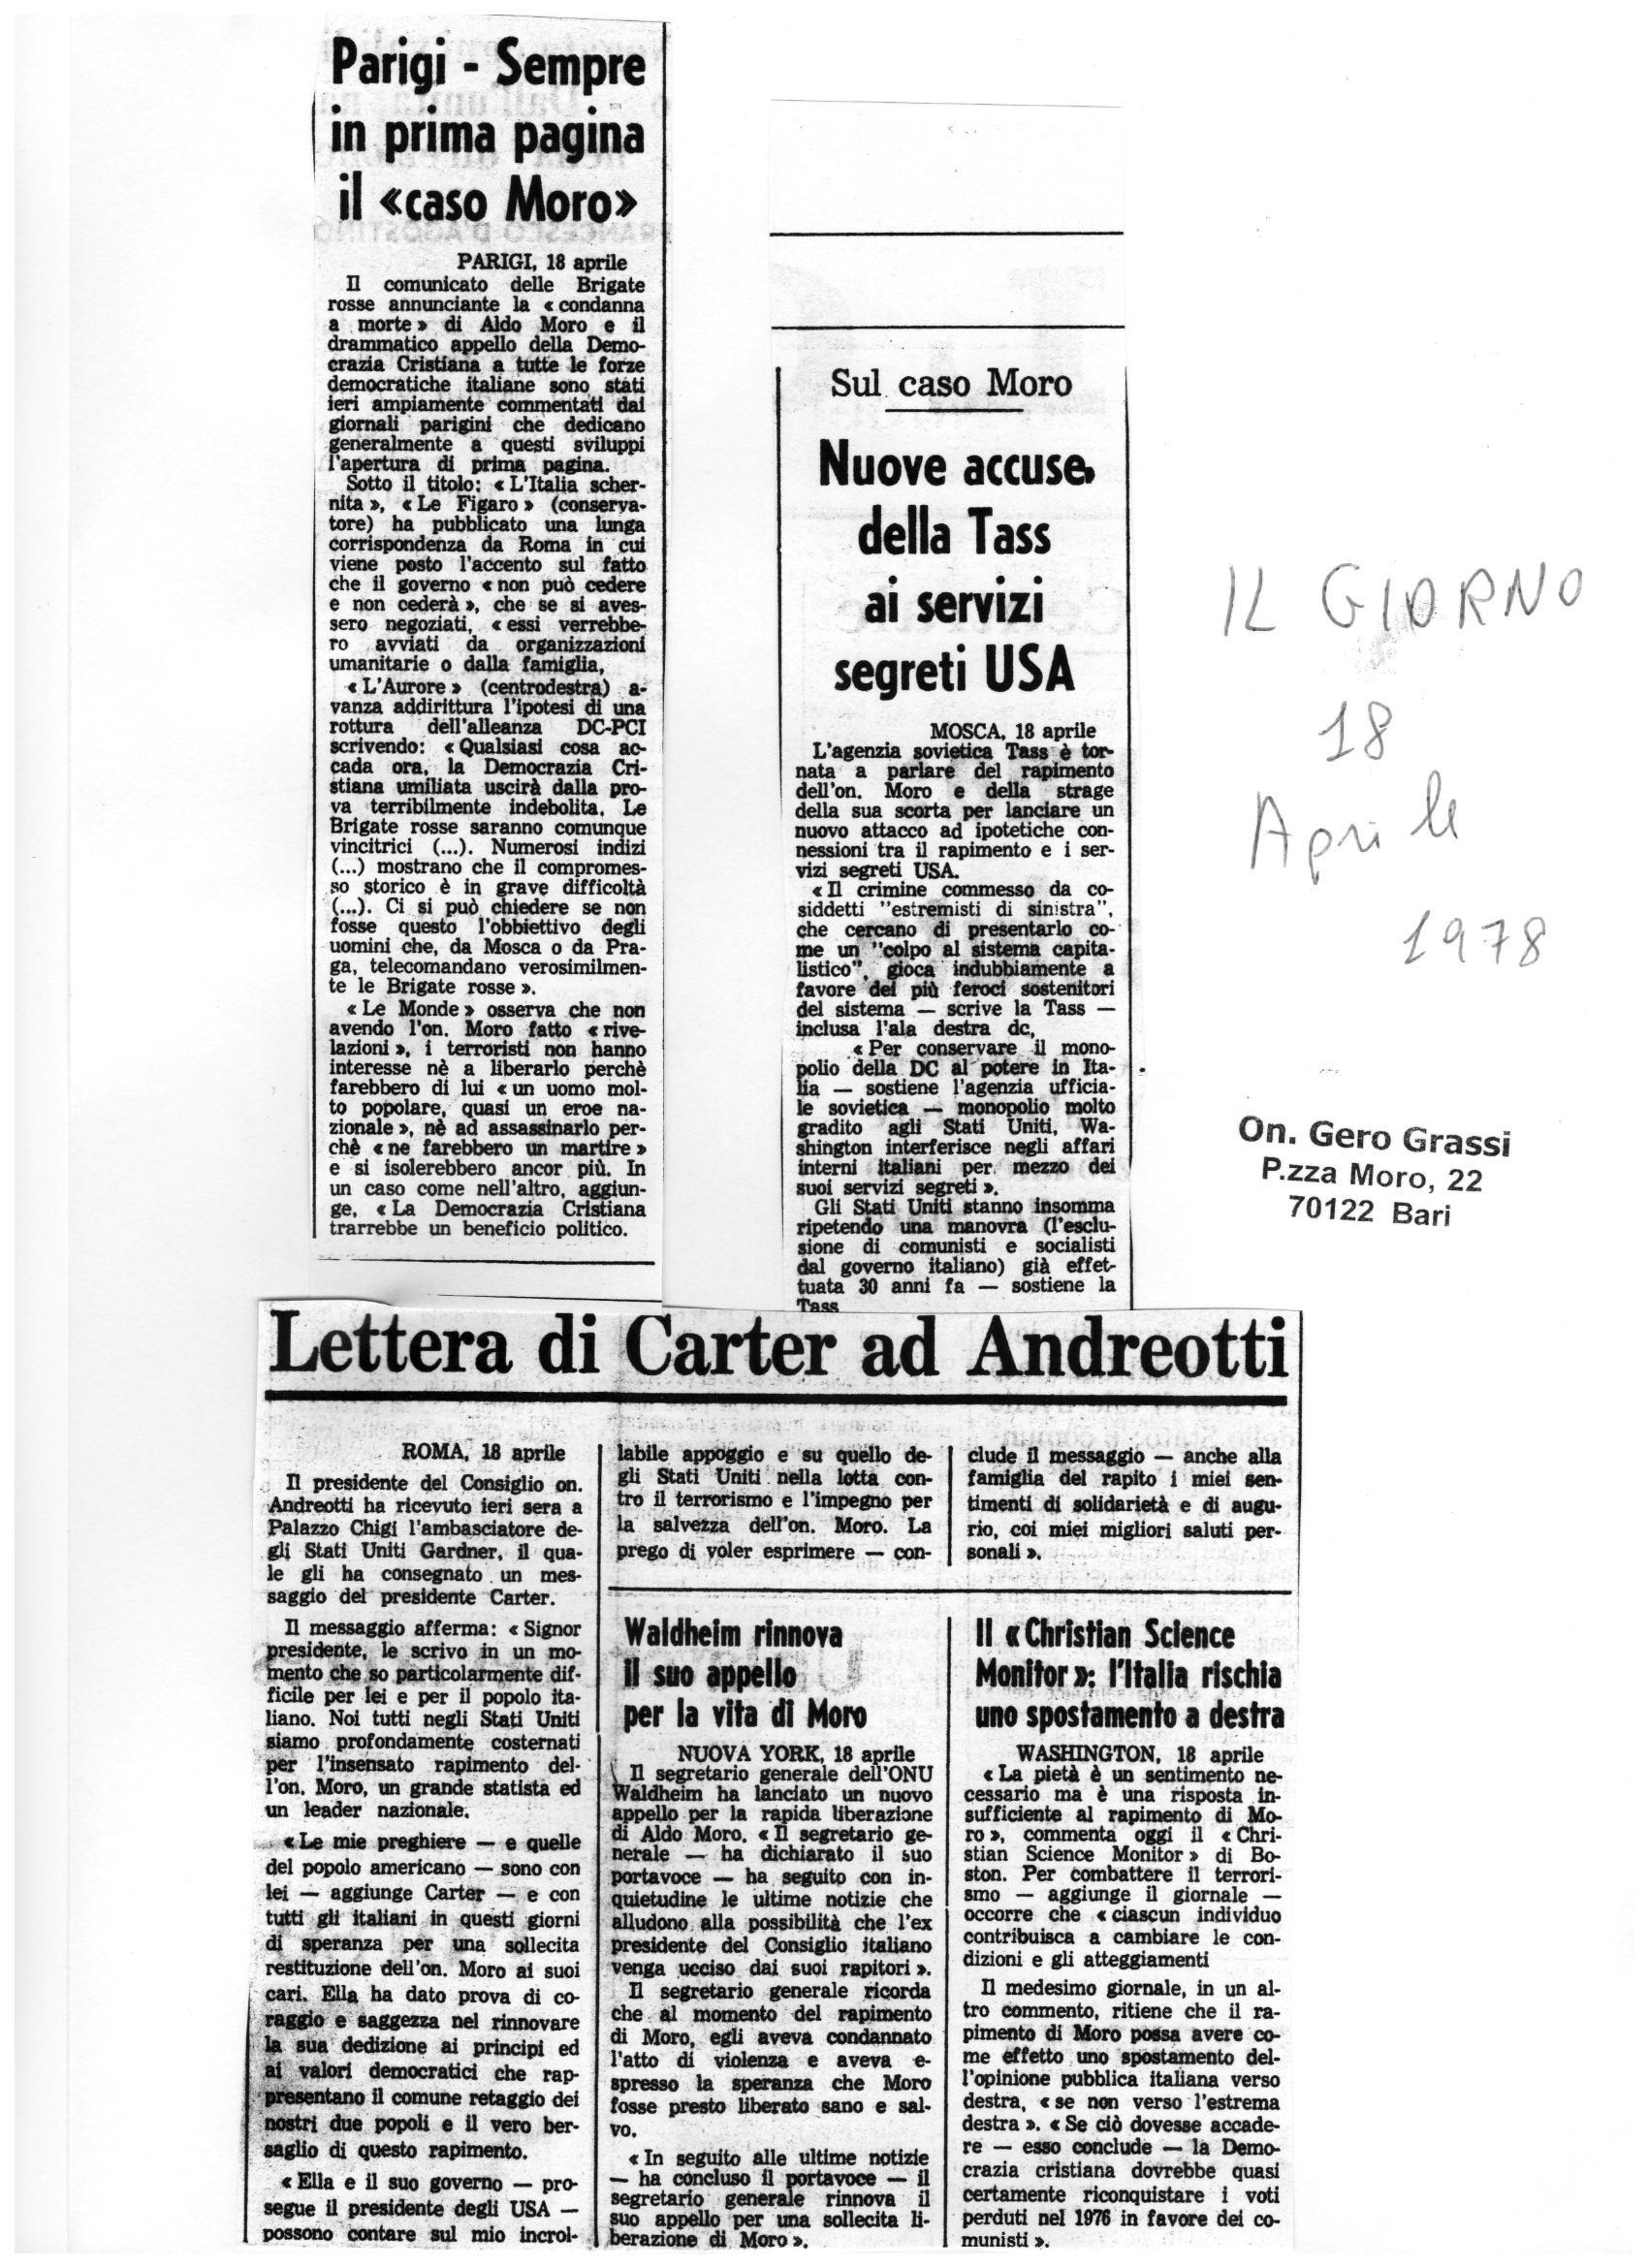 Parigi - Sempre
in prima pagina
il «caso Moro»
PARIGI, 18 aprile
Il comunicato delle Brigate
rosse annunciante la « condanna
a morte » di Aldo Moro e il
drammatico appello della Demo-
crazia Cristiana a tutte le forze
democratiche italiane sono stati
ieri ampiamente commentati dai
giornali parigini che dedicano
generalmente a questi sviluppi
l'apertura di prima pagina.
Sotto il titolo: « L'Italia scher-
nita », « Le Figaro » (conserva-
tore) ha pubblicato una lunga
corrispondenza da Roma in cui
viene posto l'accento sul fatto
che il governo « non può cedere
e non cederà », che se si aves-
sero negoziati, « essi verrebbe-
ro avviati da organizzazioni
umanitarie o dalla famiglia,
« L'Aurore » (centrodestra) a-
vanza addirittura l'ipotesi di una
rottura dell'alleanza DC-PCI
scrivendo: « Qualsiasi cosa ac-
cada ora, la Democrazia Cri-
stiana umiliata uscirà dalla pro-
va terribilmente indebolita. Le
Brigate rosse saranno comunque
vincitrici (...). Numerosi indizi
(...) mostrano che il compromes-
so storico è in grave difficoltà
(...). Ci si può chiedere se non
fosse questo l'obbiettivo degli
uomini che, da Mosca o da Pra-
ga, telecomandano verosimilmen-
te le Brigate rosse ».
« Le Monde » osserva che non
avendo l'on. Moro fatto « rive-
lazioni », i terroristi non hanno
interesse nè a liberarlo perchè
farebbero di lui « un uomo mol-
to popolare, quasi un eroe na-
zionale », nè ad assassinarlo per-
chè « ne farebbero un martire »
e si isolerebbero ancor più. In
un caso come nell'altro, aggiun-
ge, « La Democrazia Cristiana
trarrebbe un beneficio politico.
Sul caso Moro
Nuove accuse
della Tass
ai servizi
segreti USA
MOSCA, 18 aprile
L'agenzia sovietica Tass è tor-
nata a parlare del rapimento
dell'on. Moro e della strage
della sua scorta per lanciare un
nuovo attacco ad ipotetiche con-
nessioni tra il rapimento e i ser-
vizi segreti USA.
« Il crimine commesso da co-
siddetti "estremisti di sinistra",
che cercano di presentarlo co-
me un "colpo al sistema capita-
listico", gioca indubbiamente a
favore dei più feroci sostenitori
del sistema — scrive la Tass —
inclusa l'ala destra dc,
« Per conservare il mono-
polio della DC al potere in Ita-
lia — sostiene l'agenzia ufficia-
le sovietica — monopolio molto
gradito agli Stati Uniti, Wa-
shington interferisce negli affari
interni italiani per mezzo dei
suoi servizi segreti ».
Gli Stati Uniti stanno insomma
ripetendo una manovra (l'esclu-
sione di comunisti e socialisti
dal governo italiano) già effet-
tuata 30 anni fa — sostiene la
Tass
IL GIORNO
18
Aprile
1978
On. Gero Grassi
P.zza Moro, 22
70122 Bari
Lettera di Carter ad Andreotti
ROMA, 18 aprile
Il presidente del Consiglio on.
Andreotti ha ricevuto ieri sera a
Palazzo Chigi l'ambasciatore de-
gli Stati Uniti Gardner, il qua-
le gli ha consegnato un mes-
saggio del presidente Carter.
Il messaggio afferma: « Signor
presidente, le scrivo in un mo-
mento che so particolarmente dif-
ficile per lei e per il popolo ita-
liano. Noi tutti negli Stati Uniti
siamo profondamente costernati
per l'insensato rapimento del-
l'on. Moro, un grande statista ed
un leader nazionale.
« Le mie preghiere — e quelle
del popolo americano — sono con
lei — aggiunge Carter — e con
tutti gli italiani in questi giorni
di speranza per una sollecita
restituzione dell'on. Moro ai suoi
cari. Ella ha dato prova di co-
raggio e saggezza nel rinnovare
la sua dedizione ai principi ed
ai valori democratici che rap-
presentano il comune retaggio dei
nostri due popoli e il vero ber-
saglio di questo rapimento.
« Ella e il suo governo — pro-
segue il presidente degli USA —
possono contare sul mio incrol-
labile appoggio e su quello de-
gli Stati Uniti nella lotta con-
tro il terrorismo e l'impegno per
la salvezza dell'on. Moro. La
prego di voler esprimere — con-
clude il messaggio — anche alla
famiglia del rapito i miei sen-
timenti di solidarietà e di augu-
rio, coi miei migliori saluti per-
sonali ».
Waldheim rinnova
il suo appello
per la vita di Moro
NUOVA YORK, 18 aprile
Il segretario generale dell'ONU
Waldheim ha lanciato un nuovo
appello per la rapida liberazione
di Aldo Moro. « Il segretario ge-
nerale — ha dichiarato il suo
portavoce — ha seguito con in-
quietudine le ultime notizie che
alludono alla possibilità che l'ex
presidente del Consiglio italiano
venga ucciso dai suoi rapitori ».
Il segretario generale ricorda
che al momento del rapimento
di Moro, egli aveva condannato
l'atto di violenza e aveva e-
spresso la speranza che Moro
fosse presto liberato sano e sal-
vo.
« In seguito alle ultime notizie
— ha concluso il portavoce — il
segretario generale rinnova il
suo appello per una sollecita li-
berazione di Moro ».
Il « Christian Science
Monitor »: l'Italia rischia
uno spostamento a destra
WASHINGTON, 18 aprile
« La pietà è un sentimento ne-
cessario ma è una risposta in-
sufficiente al rapimento di Mo-
ro », commenta oggi il « Chri-
stian Science Monitor » di Bo-
ston. Per combattere il terrori-
smo — aggiunge il giornale —
occorre che « ciascun individuo
contribuisca a cambiare le con-
dizioni e gli atteggiamenti
Il medesimo giornale, in un al-
tro commento, ritiene che il ra-
pimento di Moro possa avere co-
me effetto uno spostamento del-
l'opinione pubblica italiana verso
destra, « se non verso l'estrema
destra ». « Se ciò dovesse accade-
re — esso conclude — la Demo-
crazia cristiana dovrebbe quasi
certamente riconquistare i voti
perduti nel 1976 in favore dei co-
munisti ».